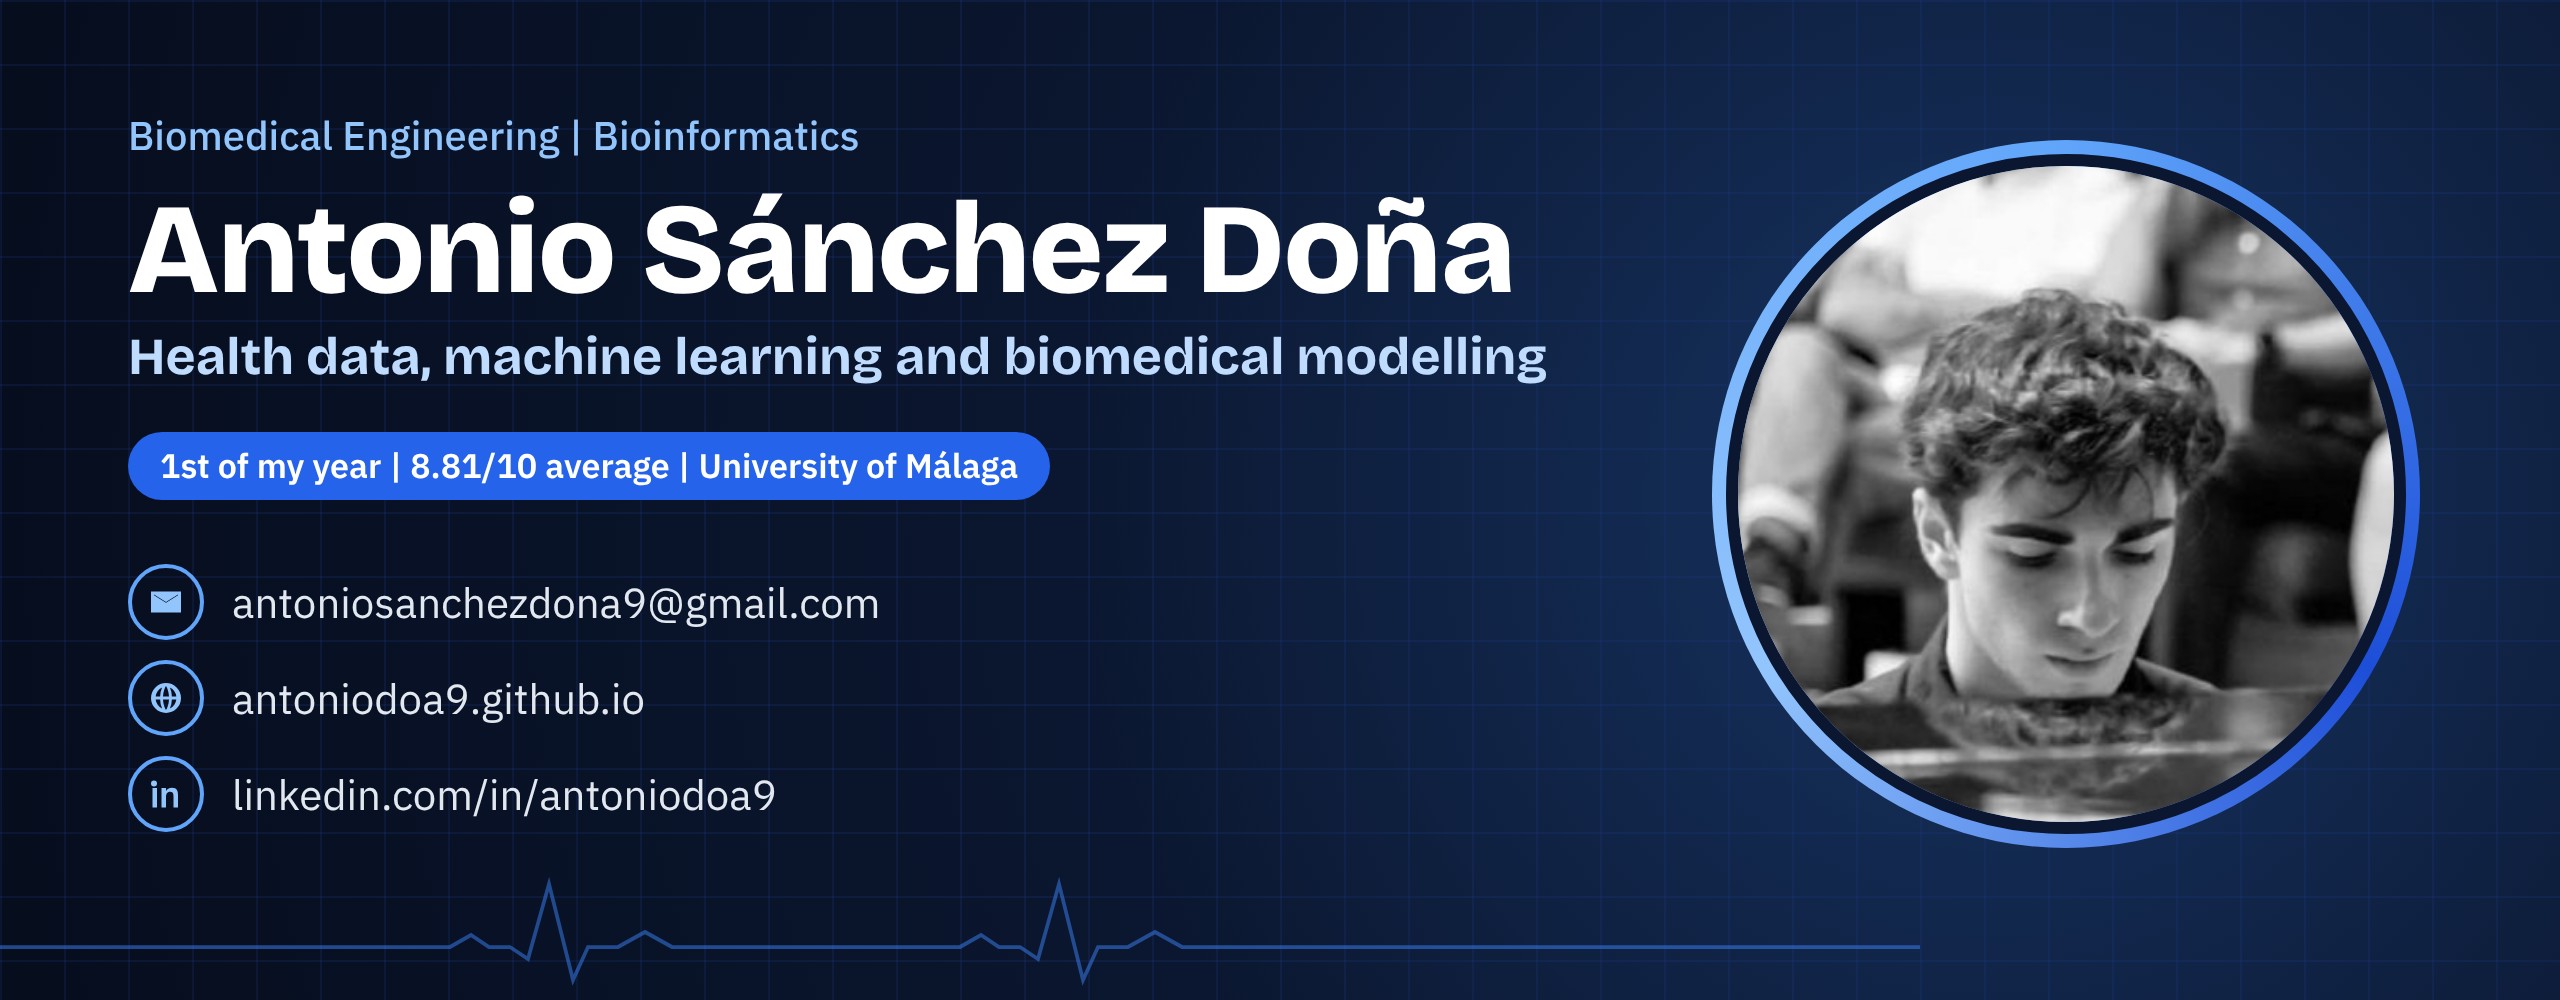 Biomedical Engineering | Bioinformatics
Antonio Sánchez Doña
Health data, machine learning and biomedical modelling
1st of my year | 8.81/10 average | University of Málaga
antoniosanchezdona9@gmail.com
antoniodoa9.github.io
in linkedin.com/in/antoniodoa9